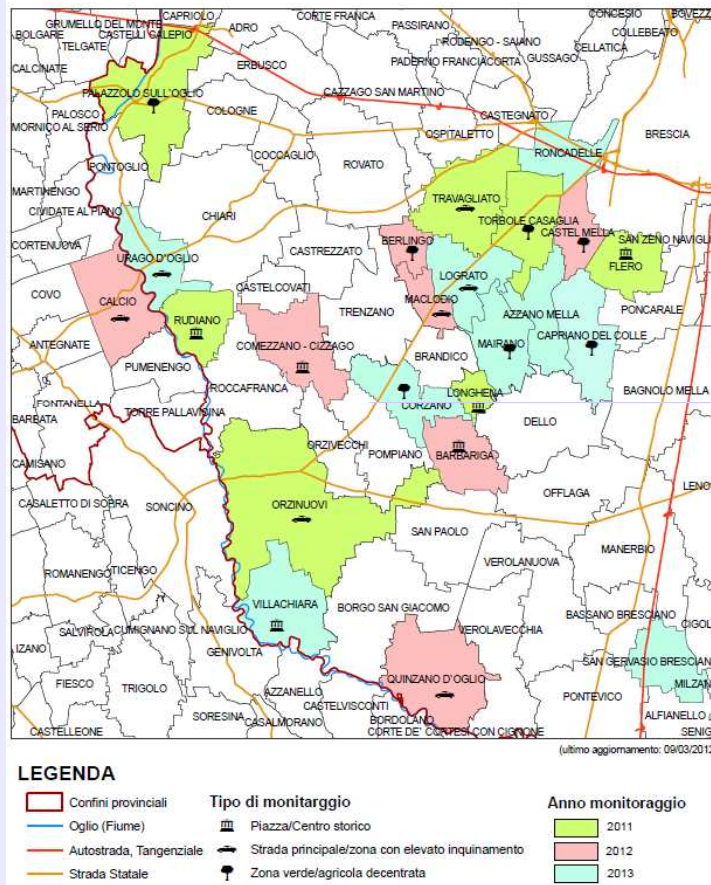 CAPRIOLO
CORTE FRANCA
CONCESIO
BOVEZZ
GRUMELLO DEL MONTE
PASSIRANO
COLLEBEATO
BOLGARE
CASTELLI CALEPIO
ADRO
RODENGO - SAIANO
TELGATE
CELLATICA
GUSSAGO
CALCINATE
ERBUSCO
PADERNO FRANCIACORTA
PALAZZOLO SULL'OGLIO
CAZZAGO SAN MARTINO
PALOSCO
COLOGNE
CASTEGNATO
MORNICO AL SERIO
OSPITALETTO
BRESCIA
COCCAGLIO
RONCADELLE
PONTOGLIO
ROVATO
MARTINENGO
TRAVAGLIATO
CIVIDATE AL PIANO
CHIARI
TORBOLE CASAGLIA
CASTEL MELLA
BERLINGO
SAN ZENO NAVIGLI
CORTENUOVA
CASTREZZATO
URAGO D'OGLIO
LOGRATO
FLERO
COVO
CASTELCOVATI
CALCIO
MACLODIO
TRENZANO
AZZANO MELLA
PONCARALE
RUDIANO
ANTEGNATE
COMEZZANO - CIZZAGO
MAIRANO
CAPRIANO DEL COLLE
BRANDICO
PUMENENGO
ROCCAFRANCA
LONGHENA
BAGNOLO MELLA
FONTANELLA
CORZANO
BARBATA
TORRE PALLAVICINA
DELLO
ORZIVECCHI
POMPIANO
BARBARIGA
CAMISANO
LENO
OFFLAGA
CASALETTO DI SOPRA
SONCINO
ORZINUOVI
SAN PAOLO
MANERBIO
VEROLANUOVA
ROMANENGO
TICENGO
VILLACHIARA
BORGO SAN GIACOMO
BASSANO BRESCIANO
CIGOL
SALVIROLA
CUMIGNANO SUL NAVIGLIO
VEROLAVECCHIA
IZANO
GENIVOLTA
SAN GERVASIO BRESCIAN
QUINZANO D'OGLIO
FIESCO
TRIGOLO
AZZANELLO
MILZAN
PONTEVICO
CASTELVISCONTI
SORESINA
ALFIANELLO
BORDOLANO
CASALMORANO
CASTELLEONE
CORTE DE' CORTESI CON CIGNONE
SENIG
(ultimo aggiornamento: 09/03/2012
LEGENDA
Confini provinciali
Oglio (Fiume)
Autostrada, Tangenziale
Strada Statale
Tipo di monitarggio
Piazza/Centro storico
Strada principale/zona con elevato inquinamento
Zona verde/agricola decentrata
Anno monitoraggio
2011
2012
2013